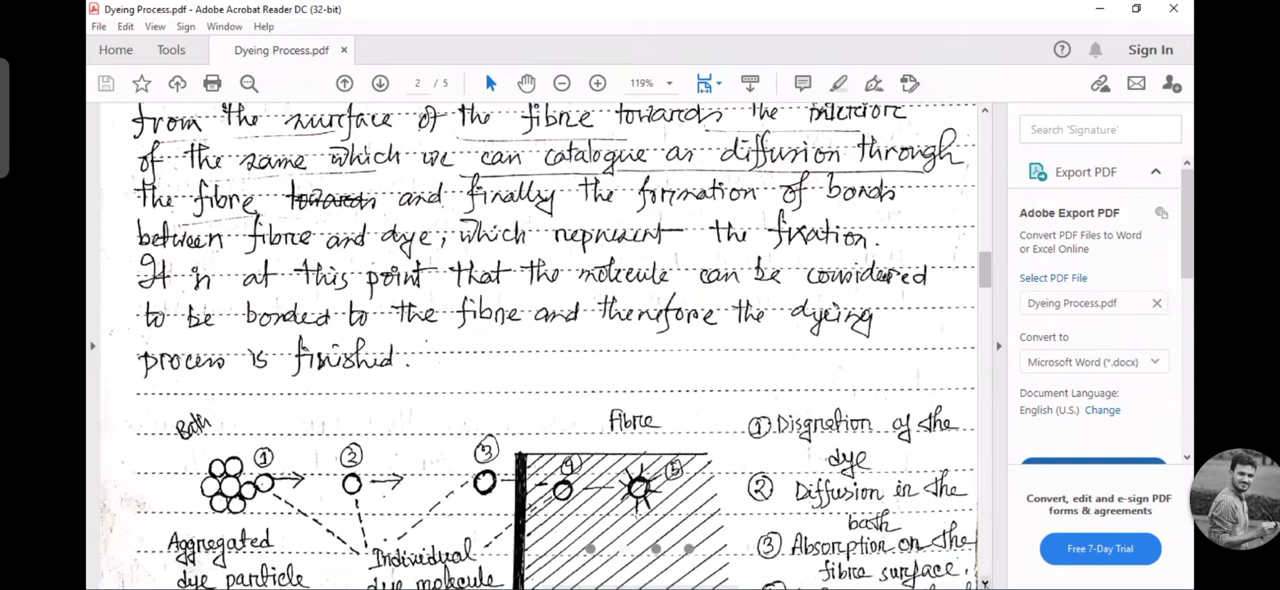 Dyeing Process.pdf - Adobe Acrobat Reader DC (32-bit)
File Edit View Sign Window Help
Home Tools Dyeing Process.pdf × Sign In
2 / 5 119%
from the surface of the fibre towards the interiore
of the same which we can catalogue as diffusion through
the fibre towards and finally the formation of bonds
between fibre and dye, which represent the fixation.
It is at this point that the molecule can be considered
to be bonded to the fibre and therefore the dyeing
process is finished.
Bath
fibre
① ② ③ ④ ⑤
Aggregated
dye particle
Individual
dye molecule
① Disgretion of the
dye
② Diffusion in the
bath
③ Absorption on the
fibre surface.
Search 'Signature'
Export PDF
Adobe Export PDF
Convert PDF Files to Word
or Excel Online
Select PDF File
Dyeing Process.pdf ×
Convert to
Microsoft Word (*.docx)
Document Language:
English (U.S.) Change
Convert, edit and e-sign PDF
forms & agreements
Free 7-Day Trial